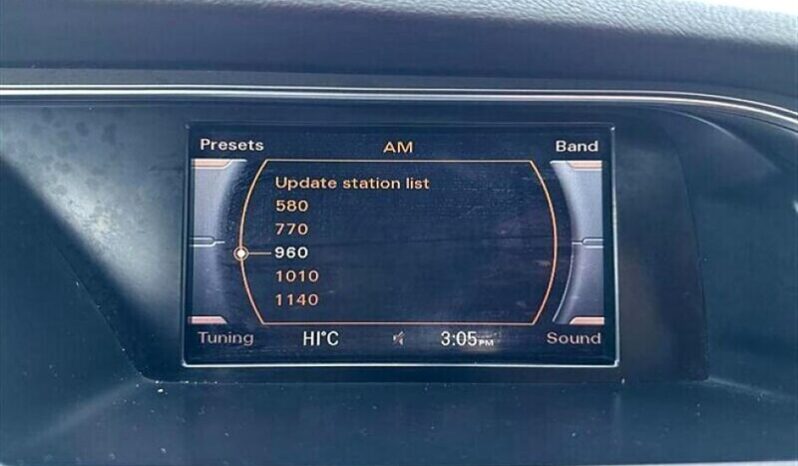 Presets AM Band
Update station list
580
770
960
1010
1140
Tuning HI°C 3:05PM Sound